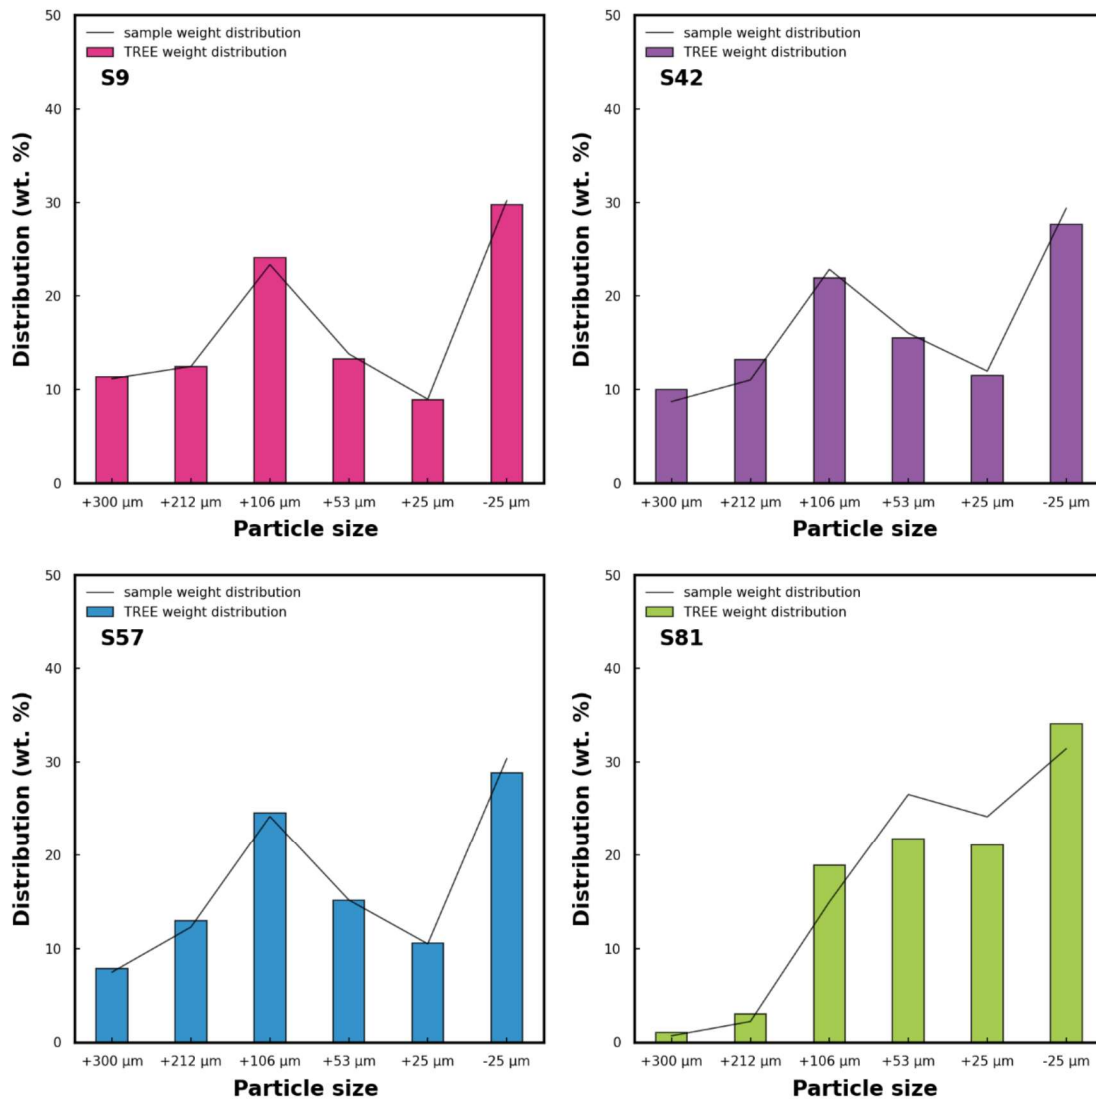 sample weight distribution
TREE weight distribution
S9
50
40
30
20
10
0
Distribution (wt. %)
+300 μm +212 μm +106 μm +53 μm +25 μm -25 μm
Particle size
sample weight distribution
TREE weight distribution
S42
50
40
30
20
10
0
Distribution (wt. %)
+300 μm +212 μm +106 μm +53 μm +25 μm -25 μm
Particle size
sample weight distribution
TREE weight distribution
S57
50
40
30
20
10
0
Distribution (wt. %)
+300 μm +212 μm +106 μm +53 μm +25 μm -25 μm
Particle size
sample weight distribution
TREE weight distribution
S81
50
40
30
20
10
0
Distribution (wt. %)
+300 μm +212 μm +106 μm +53 μm +25 μm -25 μm
Particle size